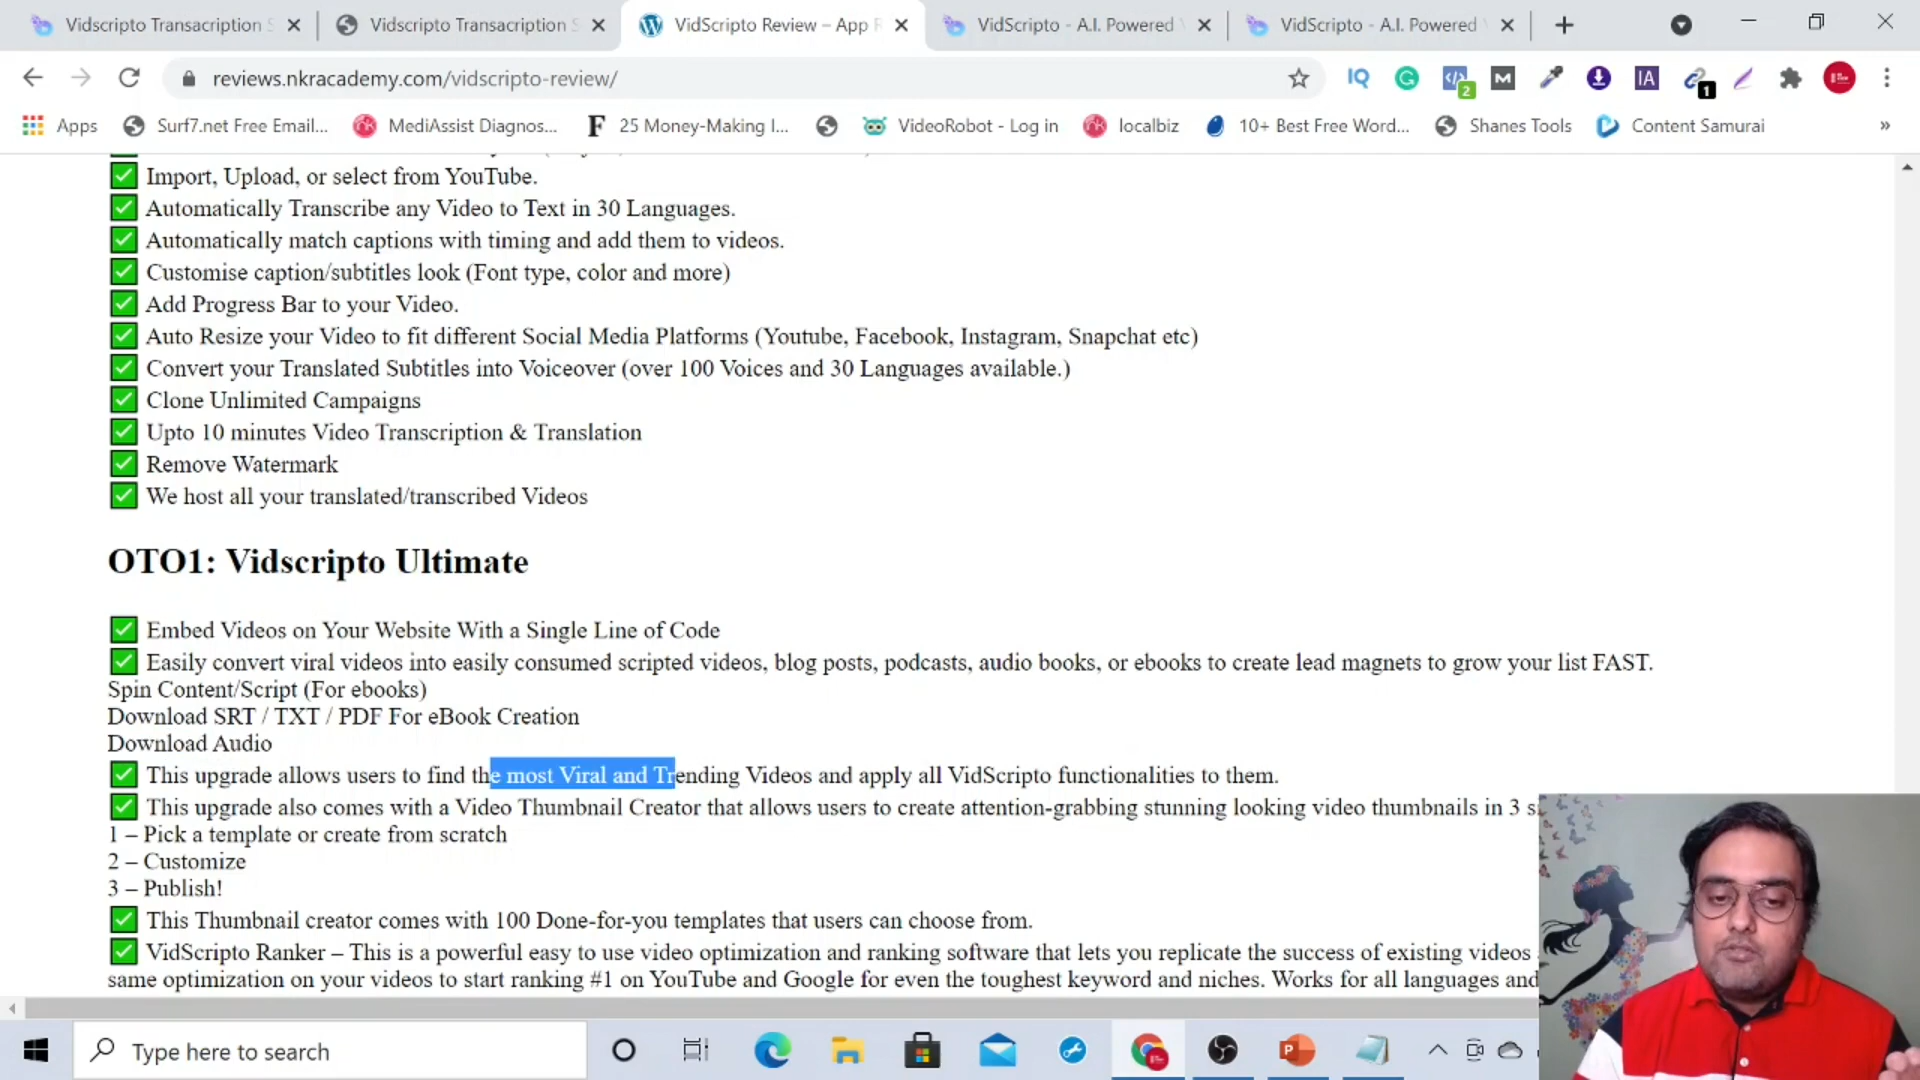 Vidscripto Transacription S
Vidscripto Transacription S
VidScripto Review – App R
VidScripto - A.I. Powered V
VidScripto - A.I. Powered V
reviews.nkracademy.com/vidscripto-review/
IQ
2
M
IA
1
Apps
Surf7.net Free Email...
MediAssist Diagnos...
25 Money-Making I...
VideoRobot - Log in
localbiz
10+ Best Free Word...
Shanes Tools
Content Samurai
»
Import, Upload, or select from YouTube.
Automatically Transcribe any Video to Text in 30 Languages.
Automatically match captions with timing and add them to videos.
Customise caption/subtitles look (Font type, color and more)
Add Progress Bar to your Video.
Auto Resize your Video to fit different Social Media Platforms (Youtube, Facebook, Instagram, Snapchat etc)
Convert your Translated Subtitles into Voiceover (over 100 Voices and 30 Languages available.)
Clone Unlimited Campaigns
Upto 10 minutes Video Transcription & Translation
Remove Watermark
We host all your translated/transcribed Videos
OTO1: Vidscripto Ultimate
Embed Videos on Your Website With a Single Line of Code
Easily convert viral videos into easily consumed scripted videos, blog posts, podcasts, audio books, or ebooks to create lead magnets to grow your list FAST.
Spin Content/Script (For ebooks)
Download SRT / TXT / PDF For eBook Creation
Download Audio
This upgrade allows users to find the most Viral and Trending Videos and apply all VidScripto functionalities to them.
This upgrade also comes with a Video Thumbnail Creator that allows users to create attention-grabbing stunning looking video thumbnails in 3 s
1 – Pick a template or create from scratch
2 – Customize
3 – Publish!
This Thumbnail creator comes with 100 Done-for-you templates that users can choose from.
VidScripto Ranker – This is a powerful easy to use video optimization and ranking software that lets you replicate the success of existing videos
same optimization on your videos to start ranking #1 on YouTube and Google for even the toughest keyword and niches. Works for all languages and
Type here to search